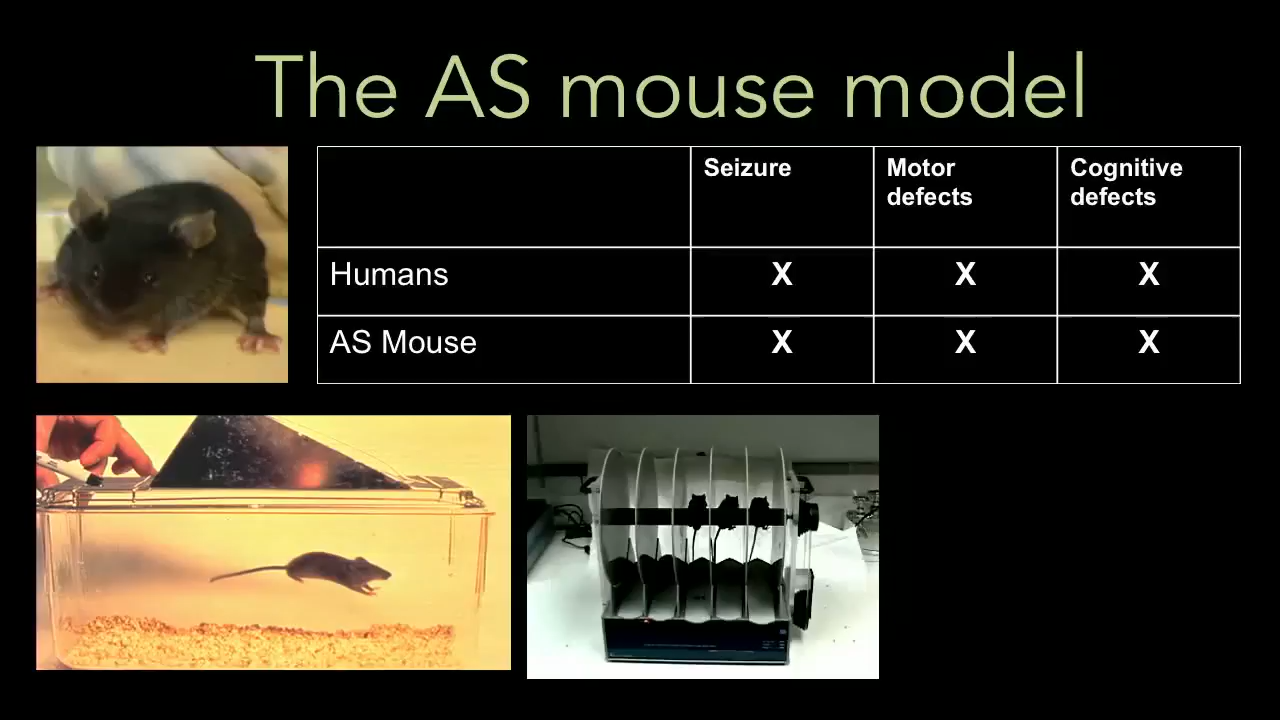 The AS mouse model
Seizure
Motor
defects
Cognitive
defects
Humans X X X
AS Mouse X X X